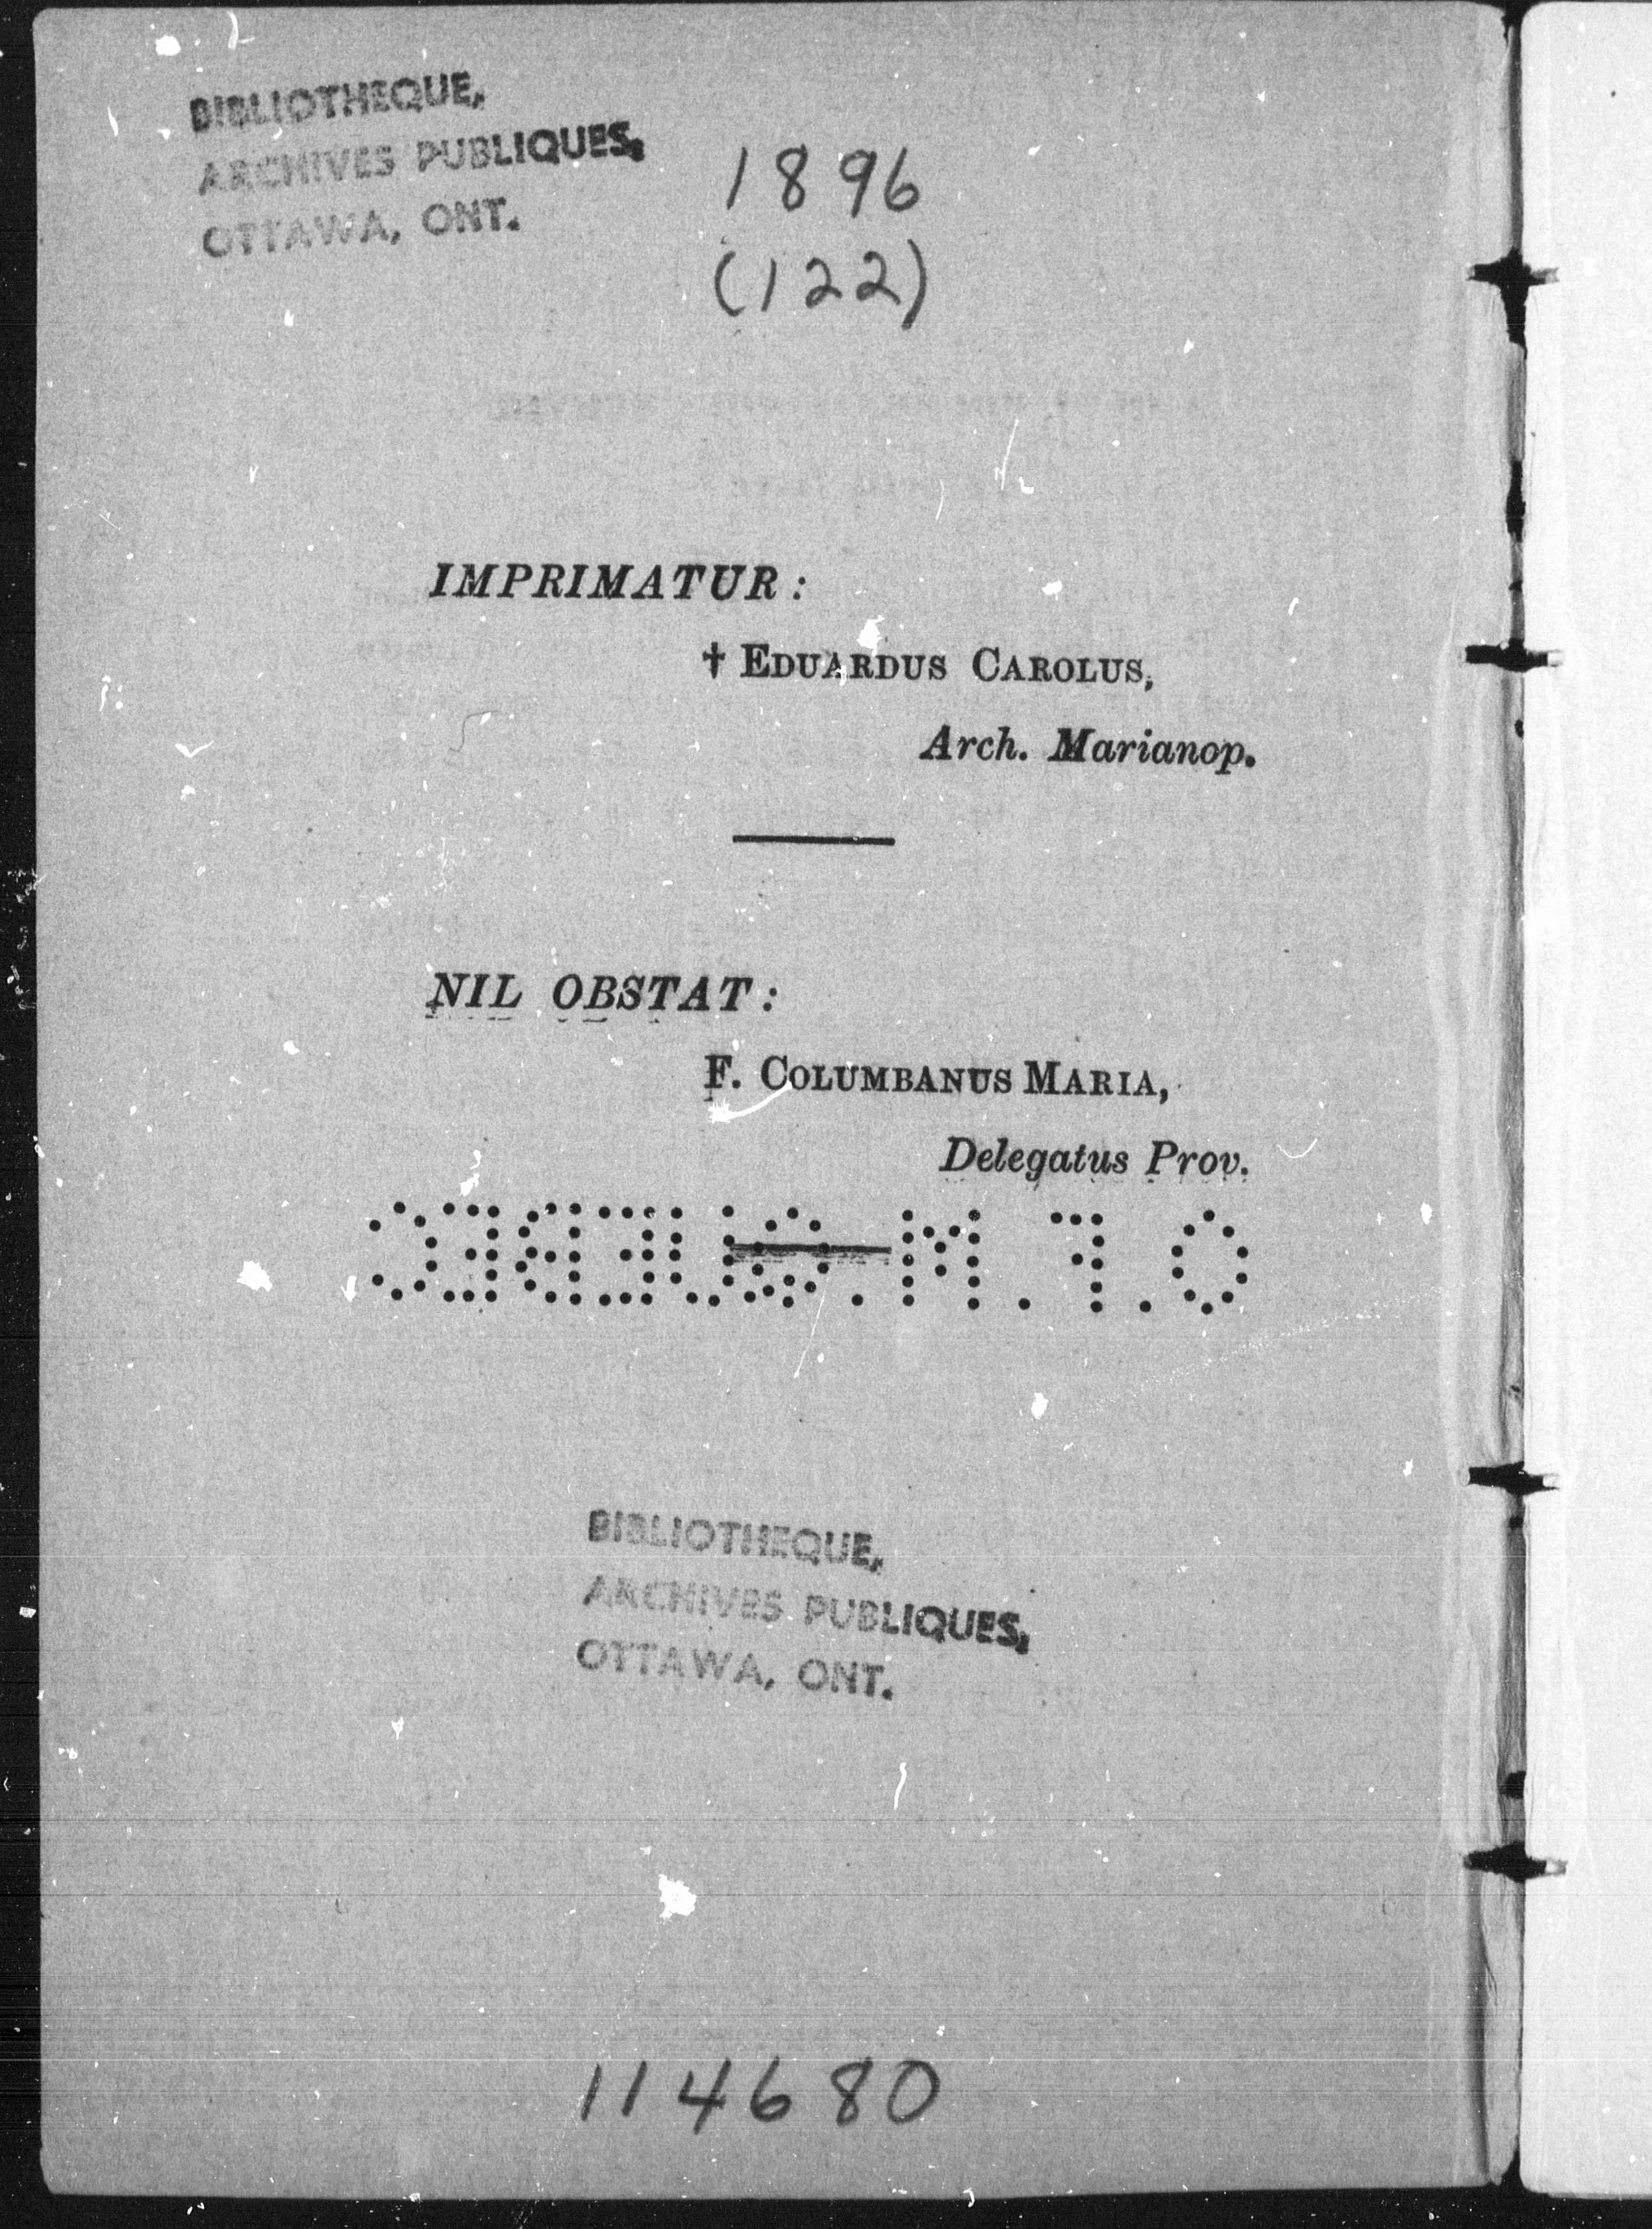 BIBLIOTHEQUE,
ARCHIVES PUBLIQUES,
OTTAWA, ONT.
1896
(122)
IMPRIMATUR :
† EDUARDUS CAROLUS,
Arch. Marianop.
NIL OBSTAT :
F. COLUMBANUS MARIA,
Delegatus Prov.
O.F.M. QUEBEC
BIBLIOTHEQUE,
ARCHIVES PUBLIQUES,
OTTAWA, ONT.
114680